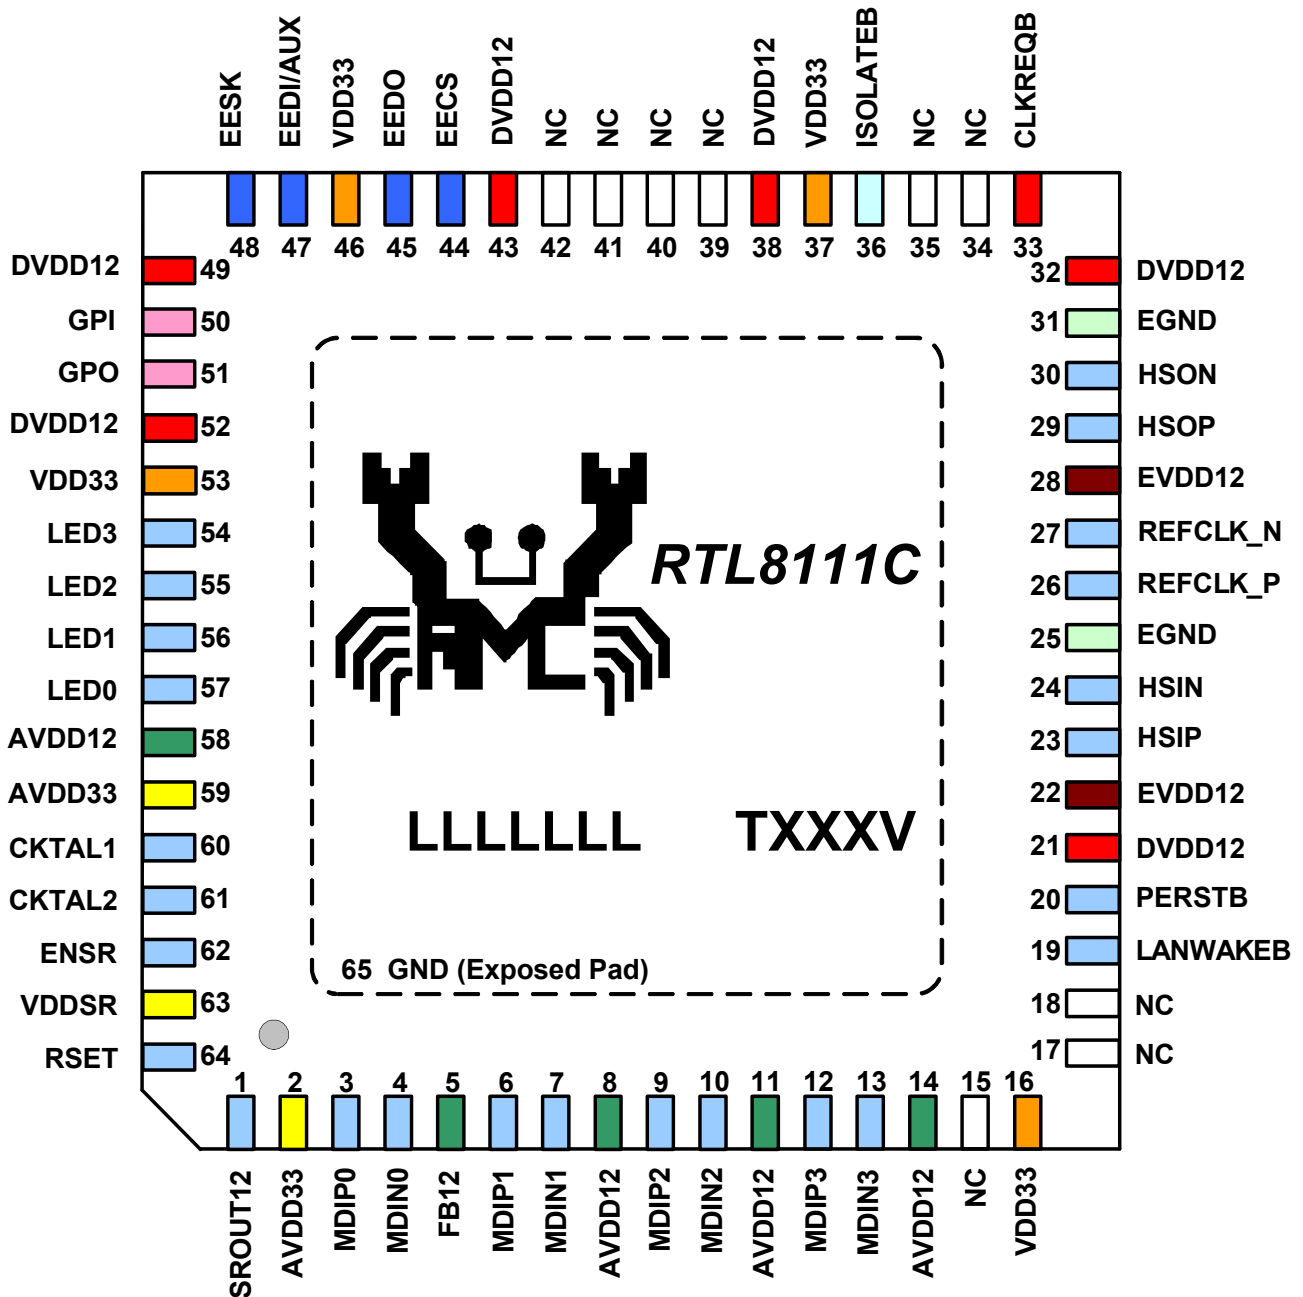 EESK
EEDI/AUX
VDD33
EEDO
EECS
DVDD12
NC
NC
NC
NC
DVDD12
VDD33
ISOLATEB
NC
NC
CLKREQB
48
47
46
45
44
43
42
41
40
39
38
37
36
35
34
33
DVDD12 49
GPI 50
GPO 51
DVDD12 52
VDD33 53
LED3 54
LED2 55
LED1 56
LED0 57
AVDD12 58
AVDD33 59
CKTAL1 60
CKTAL2 61
ENSR 62
VDDSR 63
RSET 64
RTL8111C
LLLLLLL TXXXV
65 GND (Exposed Pad)
32 DVDD12
31 EGND
30 HSON
29 HSOP
28 EVDD12
27 REFCLK_N
26 REFCLK_P
25 EGND
24 HSIN
23 HSIP
22 EVDD12
21 DVDD12
20 PERSTB
19 LANWAKEB
18 NC
17 NC
1
2
3
4
5
6
7
8
9
10
11
12
13
14
15
16
SROUT12
AVDD33
MDIP0
MDIN0
FB12
MDIP1
MDIN1
AVDD12
MDIP2
MDIN2
AVDD12
MDIP3
MDIN3
AVDD12
NC
VDD33